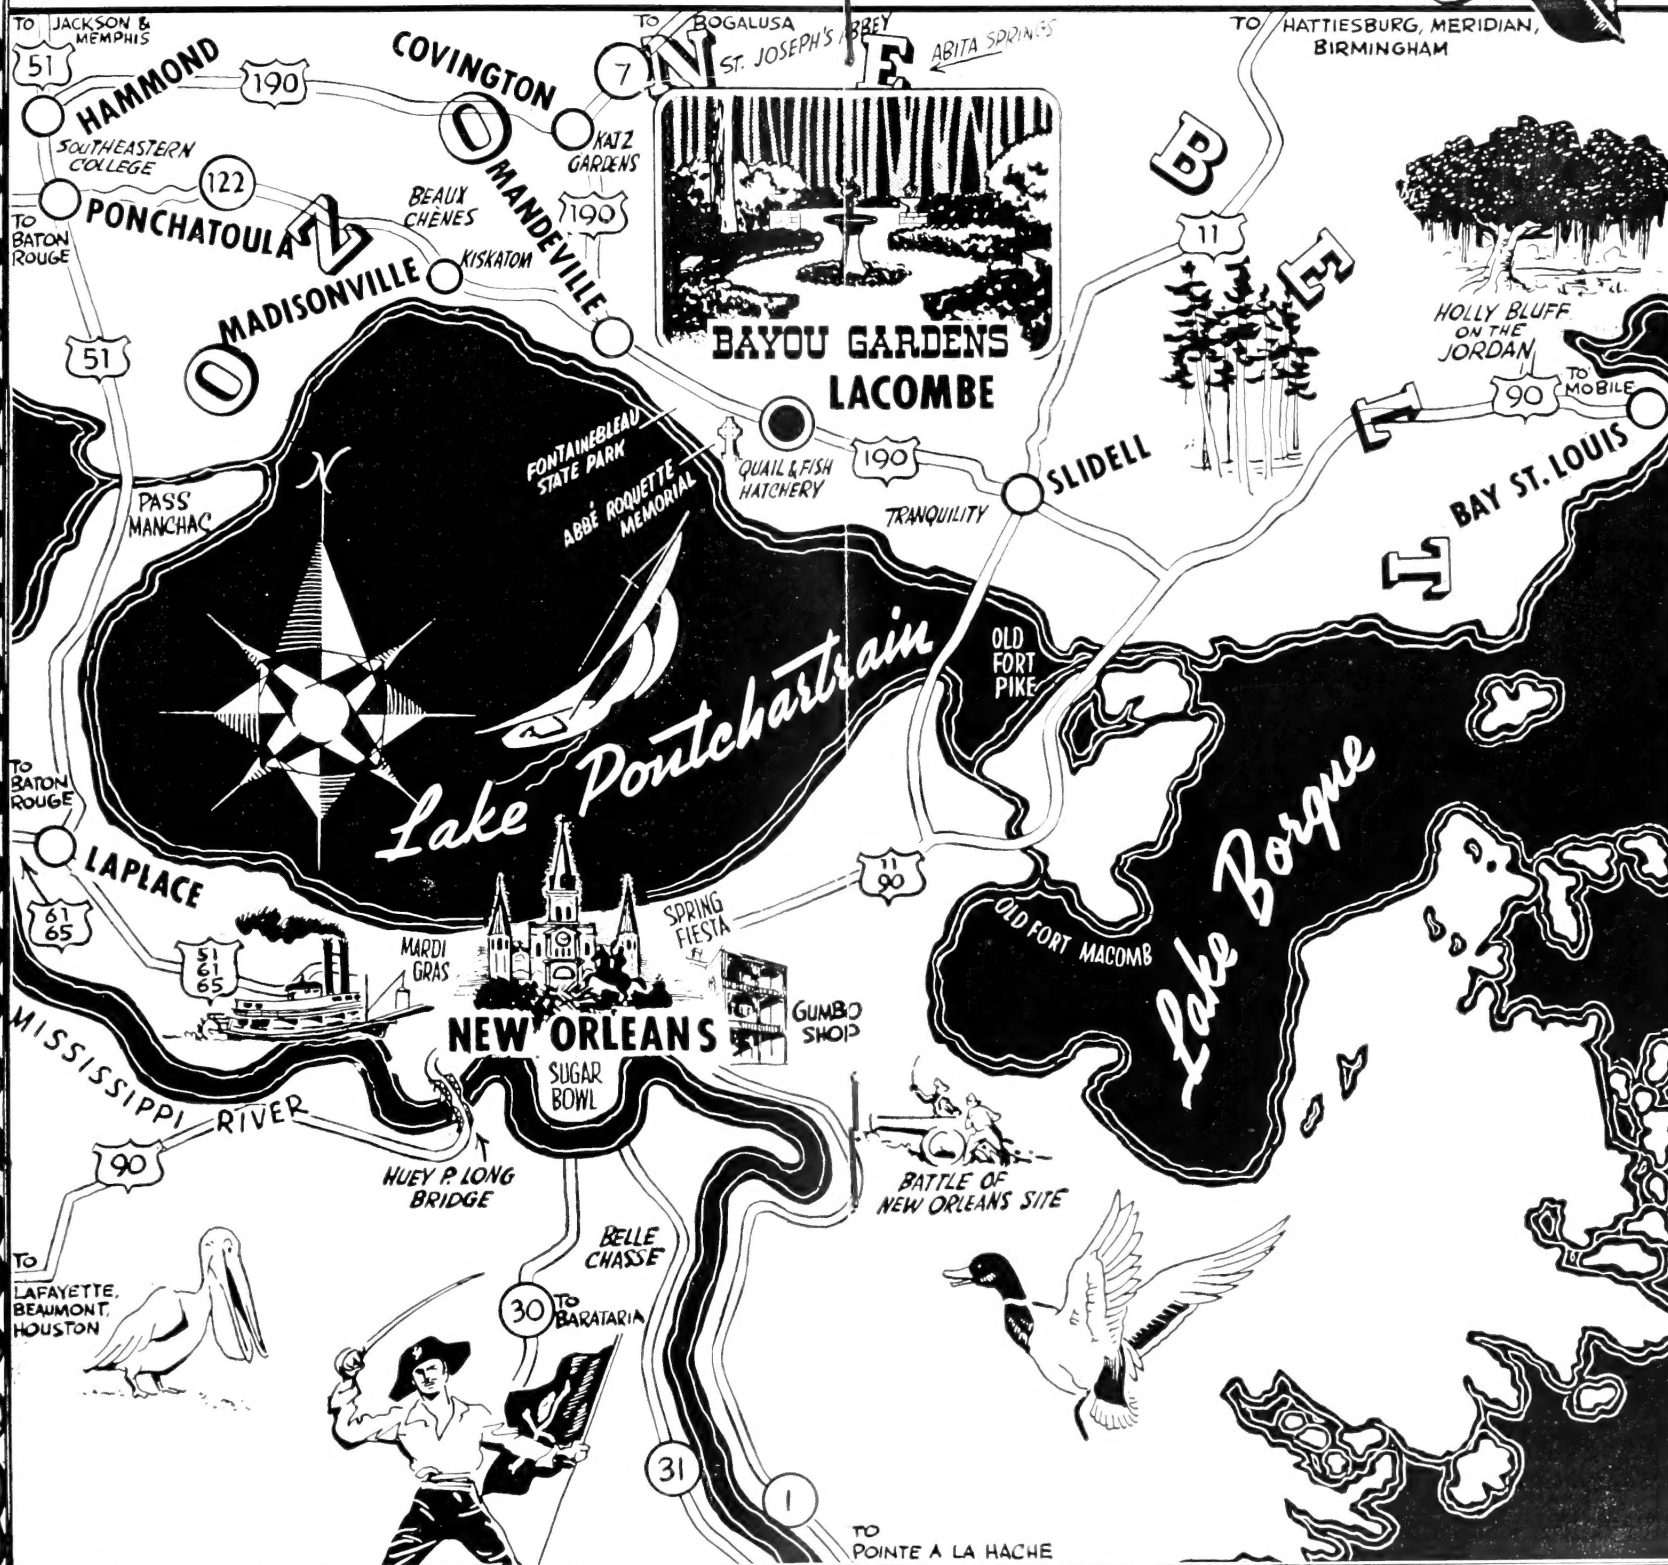 TO JACKSON &
MEMPHIS
51
HAMMOND
190
COVINGTON
7
TO BOGALUSA
ST. JOSEPH'S ABBEY
ABITA SPRINGS
TO HATTIESBURG, MERIDIAN,
BIRMINGHAM
OZONE BELT
SOUTHEASTERN
COLLEGE
122
KATZ
GARDENS
190
BEAUX
CHÈNES
MANDEVILLE
PONCHATOULA
TO
BATON
ROUGE
MADISONVILLE
KISKATOM
51
BAYOU GARDENS
LACOMBE
11
HOLLY BLUFF
ON THE
JORDAN
90
TO
MOBILE
BAY ST. LOUIS
FONTAINEBLEAU
STATE PARK
ABBÉ ROQUETTE
MEMORIAL
QUAIL & FISH
HATCHERY
190
SLIDELL
TRANQUILITY
PASS
MANCHAC
N
Lake Pontchartrain
OLD
FORT
PIKE
Lake Borgue
TO
BATON
ROUGE
LAPLACE
61
65
51
61
65
11
90
OLD FORT MACOMB
MARDI
GRAS
SPRING
FIESTA
NEW ORLEANS
GUMBO
SHOP
SUGAR
BOWL
MISSISSIPPI RIVER
90
HUEY P. LONG
BRIDGE
BATTLE OF
NEW ORLEANS SITE
BELLE
CHASSE
TO
LAFAYETTE,
BEAUMONT,
HOUSTON
30
TO
BARATARIA
31
1
TO
POINTE A LA HACHE